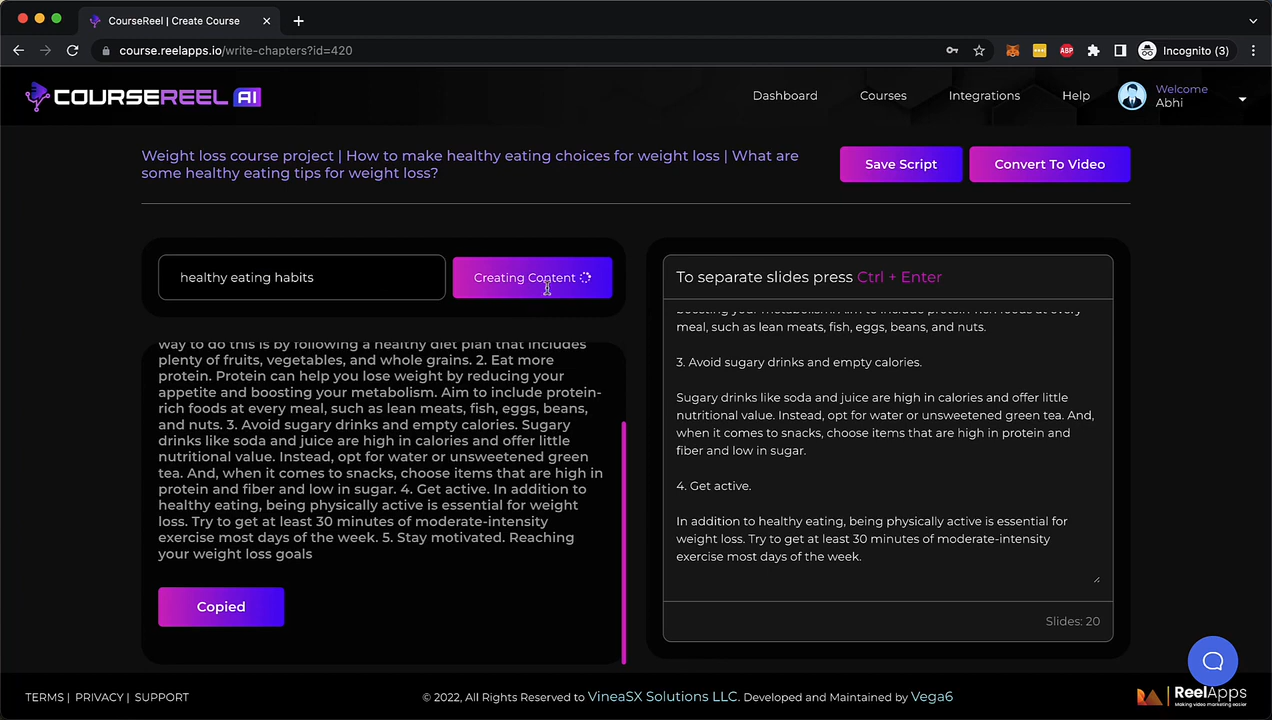 CourseReel | Create Course
course.reelapps.io/write-chapters?id=420
ABP
Incognito (3)
COURSEREEL AI
Dashboard
Courses
Integrations
Help
Welcome
Abhi
Weight loss course project | How to make healthy eating choices for weight loss | What are
some healthy eating tips for weight loss?
Save Script
Convert To Video
healthy eating habits
Creating Content
way to do this is by following a healthy diet plan that includes
plenty of fruits, vegetables, and whole grains. 2. Eat more
protein. Protein can help you lose weight by reducing your
appetite and boosting your metabolism. Aim to include protein-
rich foods at every meal, such as lean meats, fish, eggs, beans,
and nuts. 3. Avoid sugary drinks and empty calories. Sugary
drinks like soda and juice are high in calories and offer little
nutritional value. Instead, opt for water or unsweetened green
tea. And, when it comes to snacks, choose items that are high in
protein and fiber and low in sugar. 4. Get active. In addition to
healthy eating, being physically active is essential for weight
loss. Try to get at least 30 minutes of moderate-intensity
exercise most days of the week. 5. Stay motivated. Reaching
your weight loss goals
Copied
To separate slides press Ctrl + Enter
boosting your metabolism. Aim to include protein-rich foods at every
meal, such as lean meats, fish, eggs, beans, and nuts.
3. Avoid sugary drinks and empty calories.
Sugary drinks like soda and juice are high in calories and offer little
nutritional value. Instead, opt for water or unsweetened green tea. And,
when it comes to snacks, choose items that are high in protein and
fiber and low in sugar.
4. Get active.
In addition to healthy eating, being physically active is essential for
weight loss. Try to get at least 30 minutes of moderate-intensity
exercise most days of the week.
Slides: 20
TERMS | PRIVACY | SUPPORT
© 2022, All Rights Reserved to VineaSX Solutions LLC. Developed and Maintained by Vega6
ReelApps
Making video marketing easier